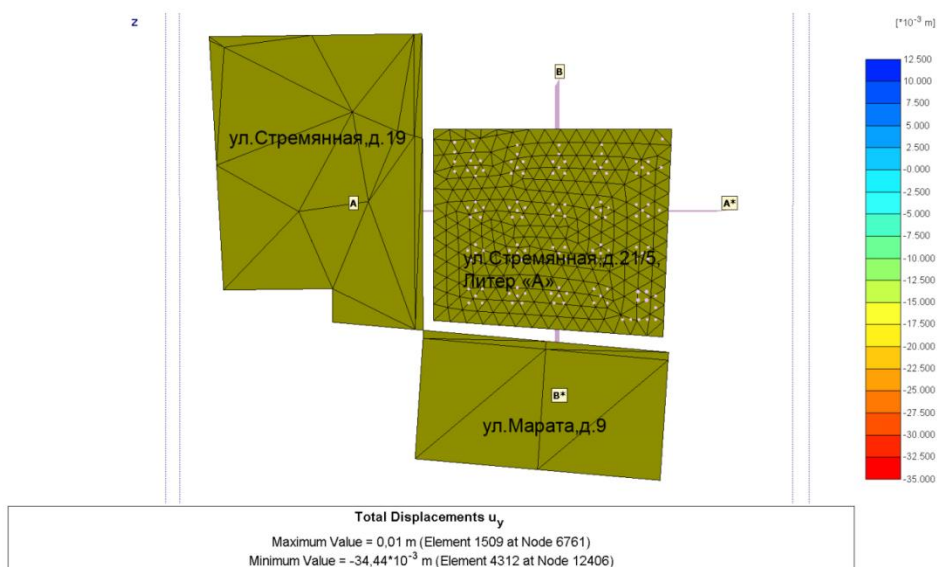 z
[*10⁻³ m]
12.500
10.000
7.500
5.000
2.500
0.000
-2.500
-5.000
-7.500
-10.000
-12.500
-15.000
-17.500
-20.000
-22.500
-25.000
-27.500
-30.000
-32.500
-35.000
B
ул.Стремянная,д.19
A
A*
ул.Стремянная,д.21/5,
Литер «А»
B*
ул.Марата,д.9
Total Displacements uy
Maximum Value = 0,01 m (Element 1509 at Node 6761)
Minimum Value = -34,44*10⁻³ m (Element 4312 at Node 12406)